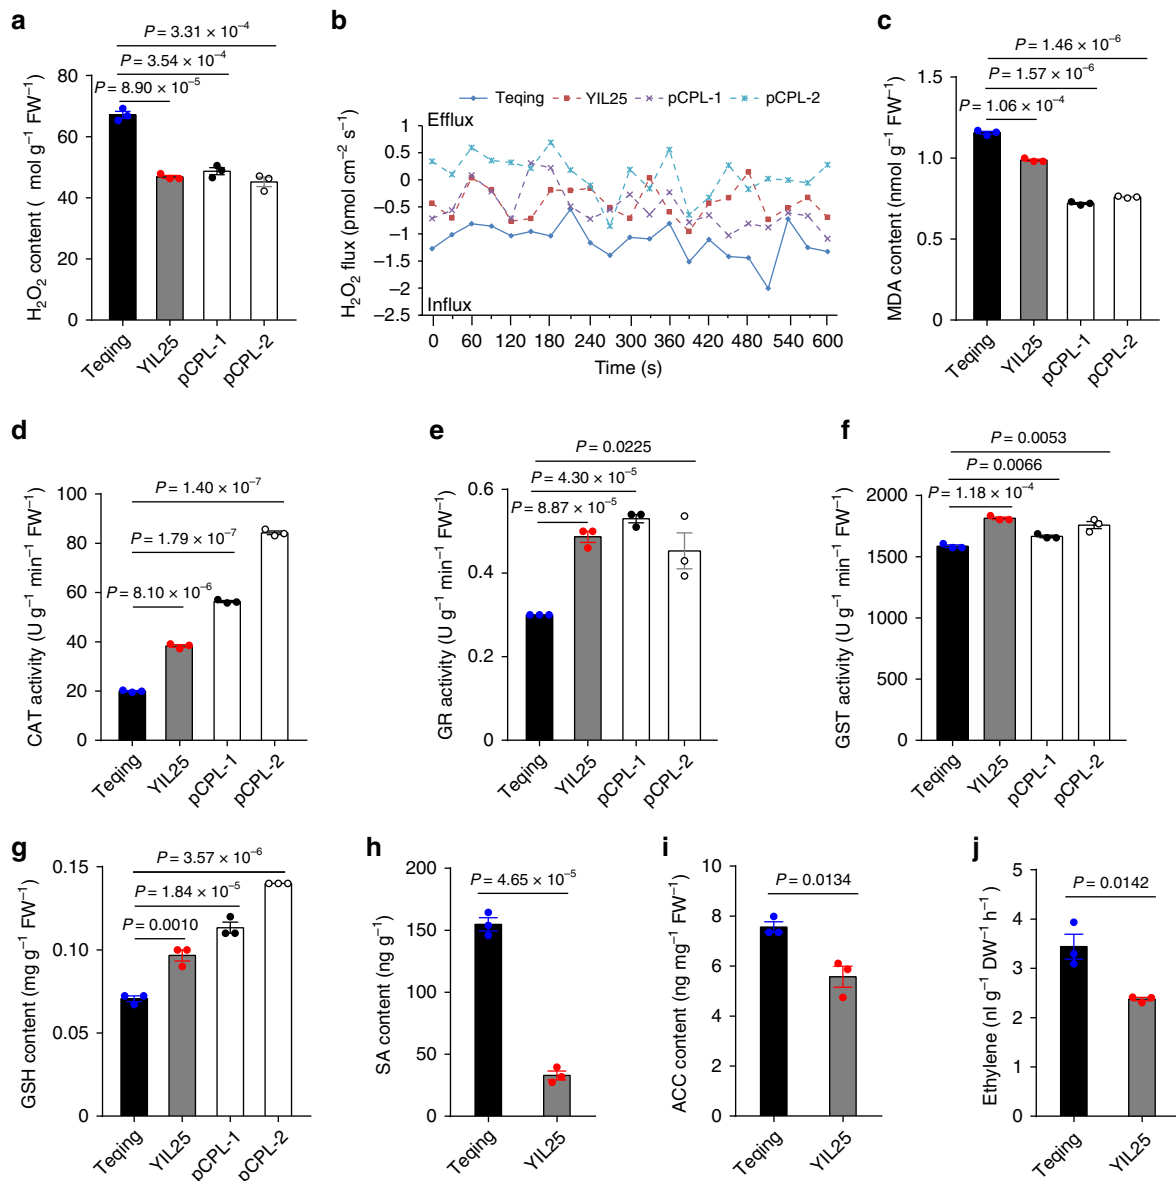 a
P = 3.31 × 10⁻⁴
P = 3.54 × 10⁻⁴
P = 8.90 × 10⁻⁵
H₂O₂ content ( mol g⁻¹ FW⁻¹)
80
60
40
20
0
Teqing
YIL25
pCPL-1
pCPL-2
b
Teqing YIL25 pCPL-1 pCPL-2
H₂O₂ flux (pmol cm⁻² s⁻¹)
Efflux
1
0.5
0
−0.5
−1
−1.5
−2
−2.5
Influx
0 60 120 180 240 300 360 420 480 540 600
Time (s)
c
P = 1.46 × 10⁻⁶
P = 1.57 × 10⁻⁶
P = 1.06 × 10⁻⁴
MDA content (nmol g⁻¹ FW⁻¹)
1.5
1.0
0.5
0
Teqing
YIL25
pCPL-1
pCPL-2
d
P = 1.40 × 10⁻⁷
P = 1.79 × 10⁻⁷
P = 8.10 × 10⁻⁶
CAT activity (U g⁻¹ min⁻¹ FW⁻¹)
100
80
60
40
20
0
Teqing
YIL25
pCPL-1
pCPL-2
e
P = 0.0225
P = 4.30 × 10⁻⁵
P = 8.87 × 10⁻⁵
GR activity (U g⁻¹ min⁻¹ FW⁻¹)
0.6
0.4
0.2
0
Teqing
YIL25
pCPL-1
pCPL-2
f
P = 0.0053
P = 0.0066
P = 1.18 × 10⁻⁴
GST activity (U g⁻¹ min⁻¹ FW⁻¹)
2000
1500
1000
500
0
Teqing
YIL25
pCPL-1
pCPL-2
g
P = 3.57 × 10⁻⁶
P = 1.84 × 10⁻⁵
P = 0.0010
GSH content (mg g⁻¹ FW⁻¹)
0.15
0.10
0.05
0
Teqing
YIL25
pCPL-1
pCPL-2
h
P = 4.65 × 10⁻⁵
SA content (ng g⁻¹)
200
150
100
50
0
Teqing
YIL25
i
P = 0.0134
ACC content (ng mg⁻¹ FW⁻¹)
10
8
6
4
2
0
Teqing
YIL25
j
P = 0.0142
Ethylene (nl g⁻¹ DW⁻¹ h⁻¹)
5
4
3
2
1
0
Teqing
YIL25